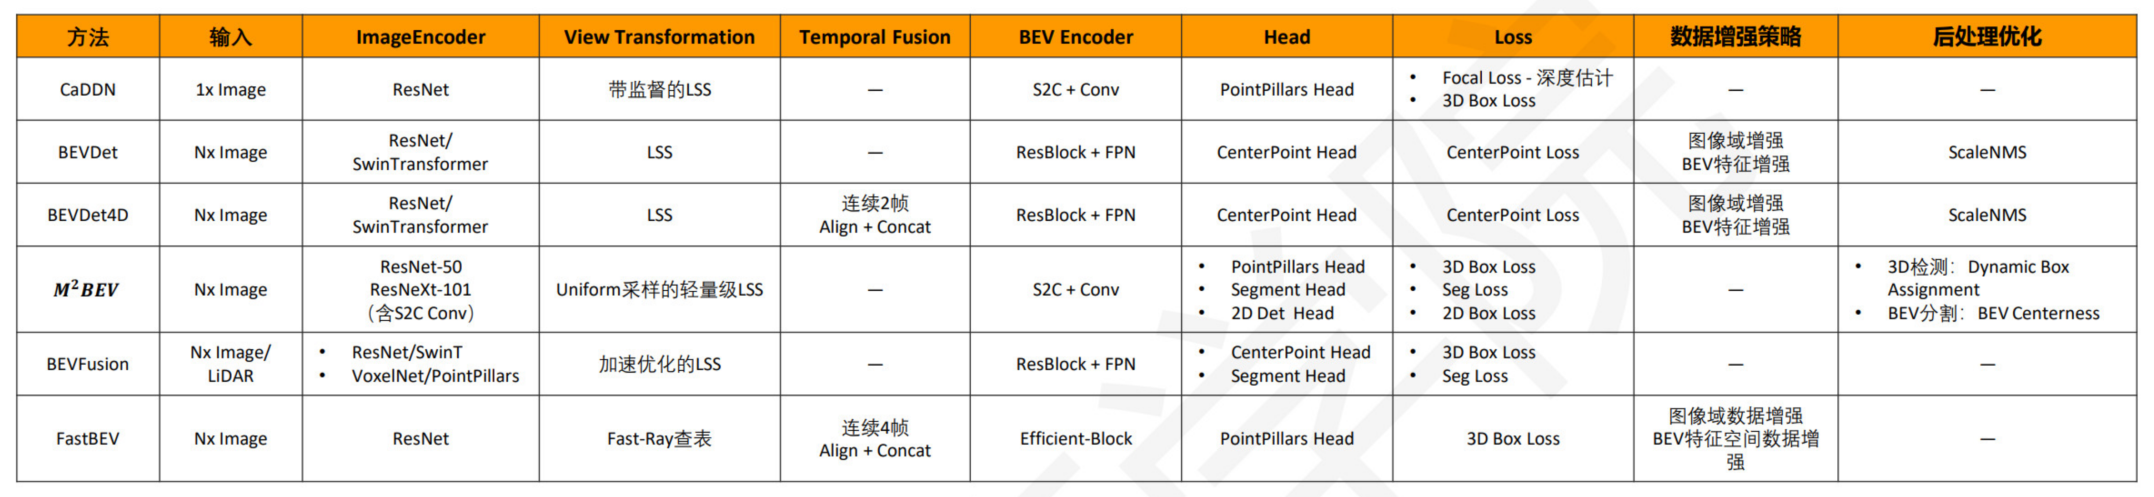 方法 输入 ImageEncoder View Transformation Temporal Fusion BEV Encoder Head Loss 数据增强策略 后处理优化
CaDDN
1x Image
ResNet
带监督的LSS
—
S2C + Conv
PointPillars Head
• Focal Loss - 深度估计
• 3D Box Loss
—
—
BEVDet
Nx Image
ResNet/
SwinTransformer
LSS
—
ResBlock + FPN
CenterPoint Head
CenterPoint Loss
图像域增强
BEV特征增强
ScaleNMS
BEVDet4D
Nx Image
ResNet/
SwinTransformer
LSS
连续2帧
Align + Concat
ResBlock + FPN
CenterPoint Head
CenterPoint Loss
图像域增强
BEV特征增强
ScaleNMS
M²BEV
Nx Image
ResNet-50
ResNeXt-101
（含S2C Conv）
Uniform采样的轻量级LSS
—
S2C + Conv
• PointPillars Head
• Segment Head
• 2D Det Head
• 3D Box Loss
• Seg Loss
• 2D Box Loss
—
• 3D检测：Dynamic Box
Assignment
• BEV分割：BEV Centerness
BEVFusion
Nx Image/
LiDAR
• ResNet/SwinT
• VoxelNet/PointPillars
加速优化的LSS
—
ResBlock + FPN
• CenterPoint Head
• Segment Head
• 3D Box Loss
• Seg Loss
—
—
FastBEV
Nx Image
ResNet
Fast-Ray查表
连续4帧
Align + Concat
Efficient-Block
PointPillars Head
3D Box Loss
图像域数据增强
BEV特征空间数据增
强
—
学院